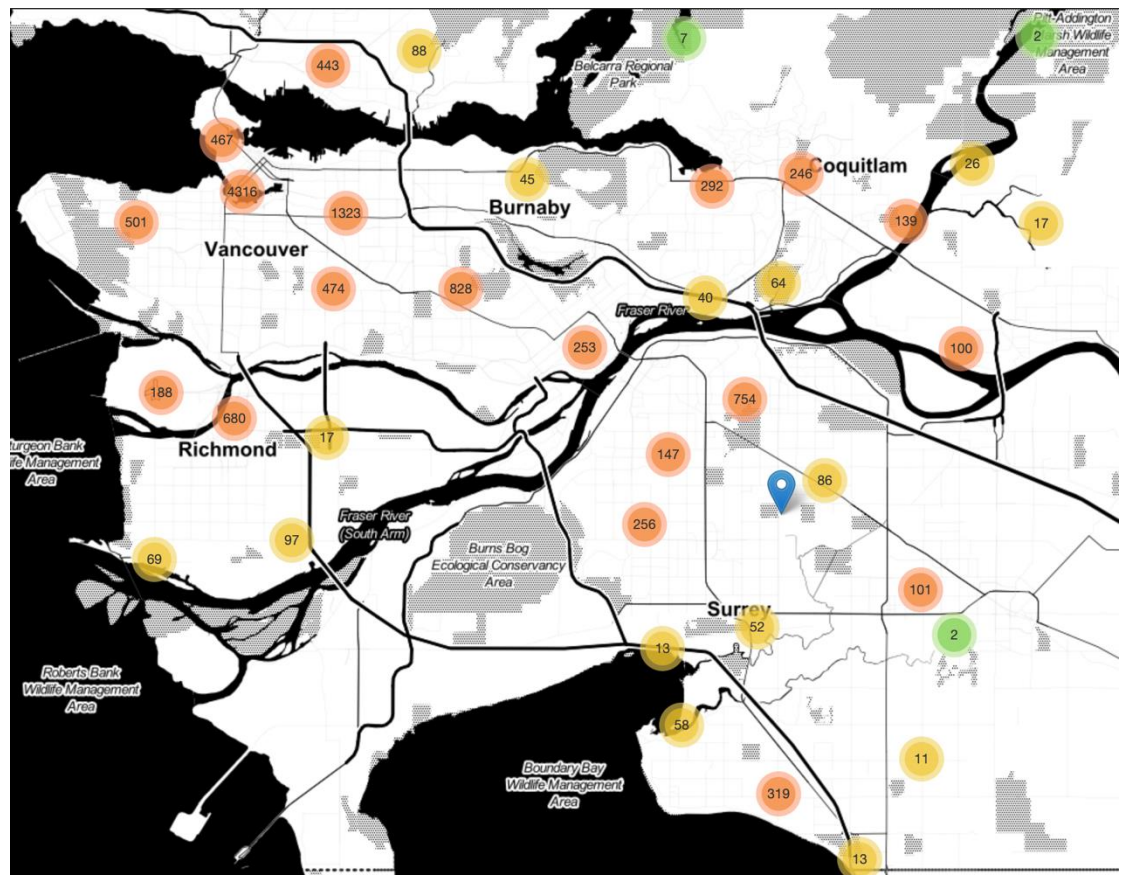 Pitt-Addington
Marsh Wildlife
Management
Area
2
7
88
443
Belcarra Regional
Park
467
26
Coquitlam
246
45
292
4316
Burnaby
1323
501
139
17
Vancouver
64
474
828
40
Fraser River
253
100
188
754
680
17
Richmond
147
Sturgeon Bank
ife Management
Area
86
256
Fraser River
(South Arm)
97
Burns Bog
Ecological Conservancy
Area
69
101
Surrey
52
2
13
Roberts Bank
Wildlife Management
Area
58
11
Boundary Bay
Wildlife Management
Area
319
13